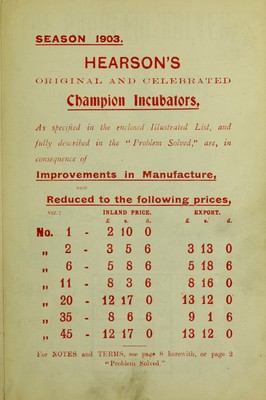 SEASON 1903.
HEARSON'S
ORIGINAL AND CELEBRATED
Champion Incubators,
As specified in the enclosed Illustrated List, and
fully described in the "Problem Solved," are, in
consequence of
Improvements in Manufacture,
NOW
Reduced to the following prices,
VIZ.: INLAND PRICE. EXPORT.
£ s. d. £ s. d.
No. 1 - 2 10 0
„ 2 - 3 5 6 3 13 0
„ 6 - 5 8 6 5 18 6
„ 11 - 8 3 6 8 16 0
„ 20 - 12 17 0 13 12 0
„ 35 - 8 6 6 9 1 6
„ 45 - 12 17 0 13 12 0
For NOTES and TERMS, see page 8 herewith, or page 2
"Problem Solved."